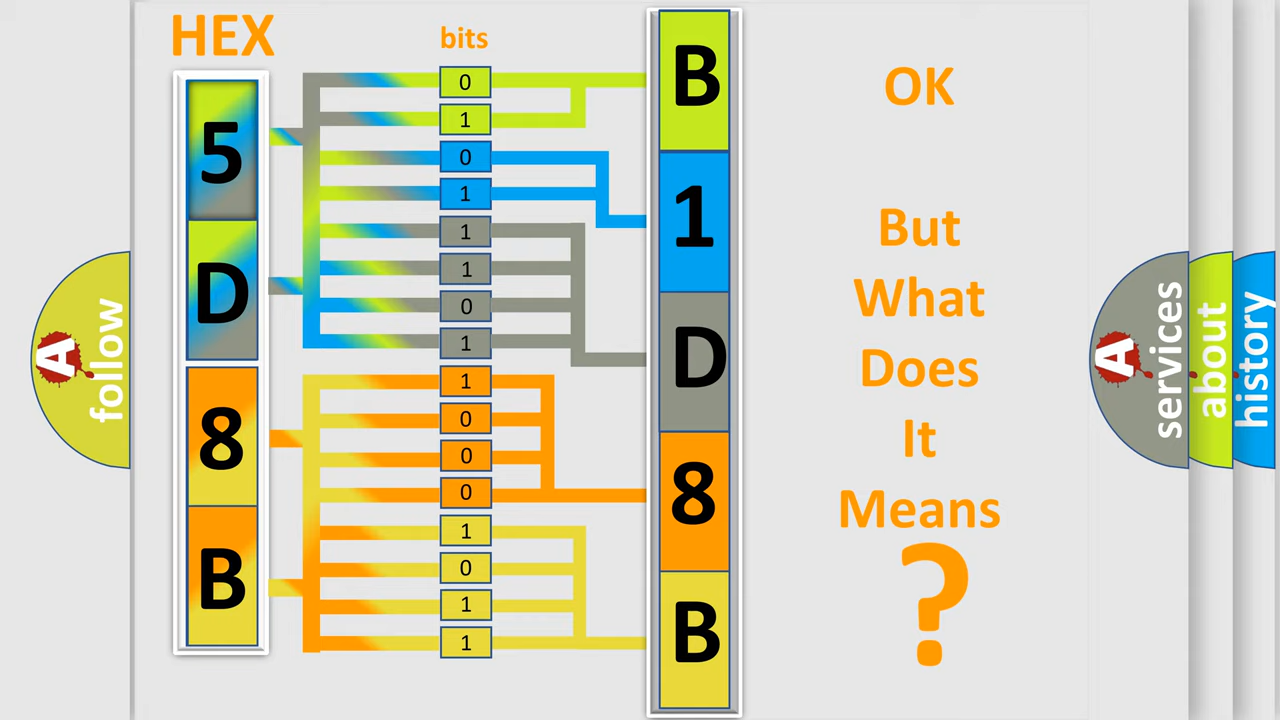 HEX
bits
5
D
8
B
0
1
0
1
1
1
0
1
1
0
0
0
1
0
1
1
B
1
D
8
B
OK
But
What
Does
It
Means
?
A
follow
A
services
about
history